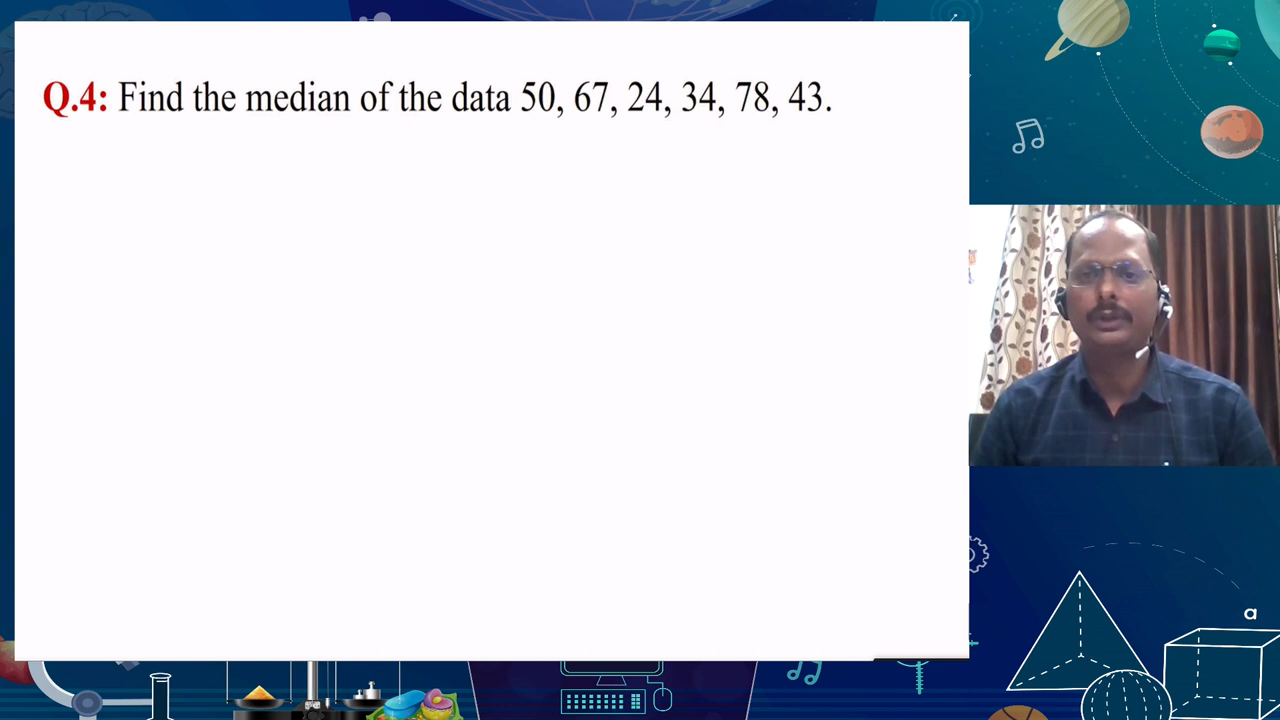 Q.4: Find the median of the data 50, 67, 24, 34, 78, 43.
a